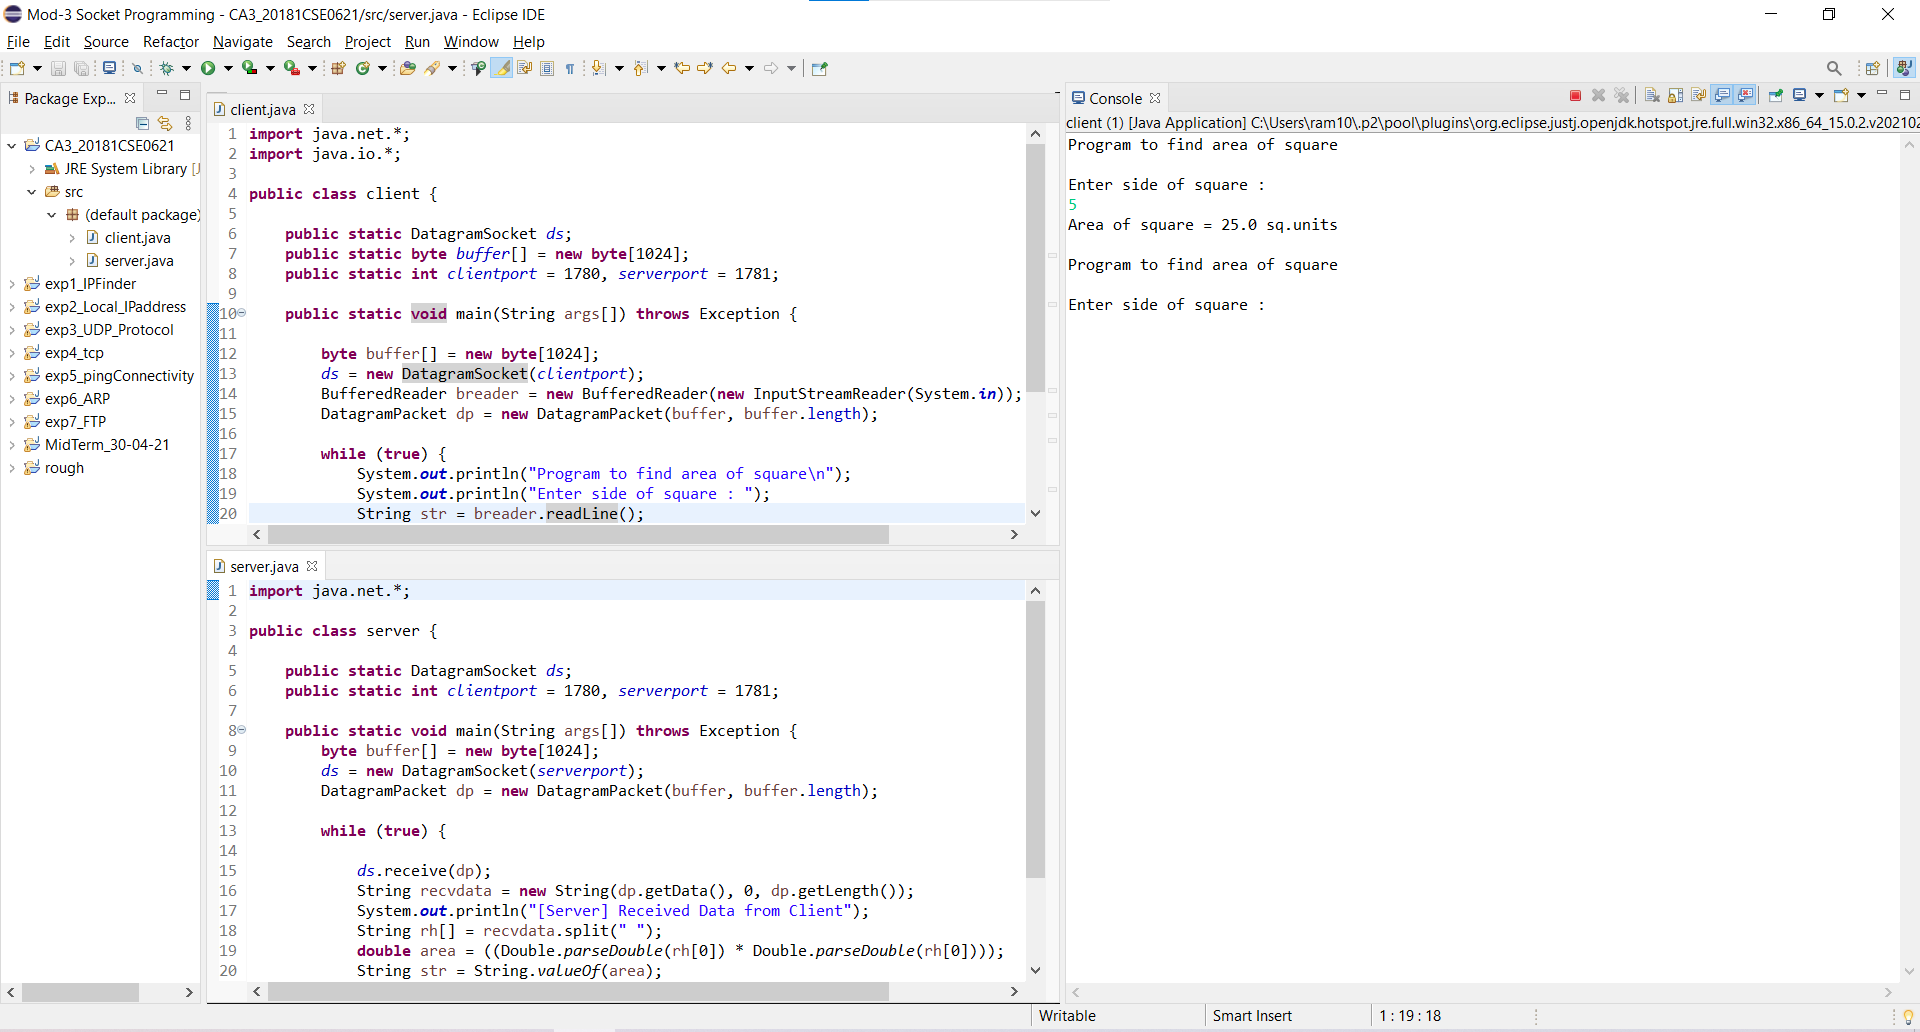 Mod-3 Socket Programming - CA3_20181CSE0621/src/server.java - Eclipse IDE
File Edit Source Refactor Navigate Search Project Run Window Help
Package Exp...
CA3_20181CSE0621
JRE System Library [J
src
(default package)
client.java
server.java
exp1_IPFinder
exp2_Local_IPaddress
exp3_UDP_Protocol
exp4_tcp
exp5_pingConnectivity
exp6_ARP
exp7_FTP
MidTerm_30-04-21
rough
client.java
1 import java.net.*;
2 import java.io.*;
3
4 public class client {
5
6 public static DatagramSocket ds;
7 public static byte buffer[] = new byte[1024];
8 public static int clientport = 1780, serverport = 1781;
9
10 public static void main(String args[]) throws Exception {
11
12 byte buffer[] = new byte[1024];
13 ds = new DatagramSocket(clientport);
14 BufferedReader breader = new BufferedReader(new InputStreamReader(System.in));
15 DatagramPacket dp = new DatagramPacket(buffer, buffer.length);
16
17 while (true) {
18 System.out.println("Program to find area of square\n");
19 System.out.println("Enter side of square : ");
20 String str = breader.readLine();
server.java
1 import java.net.*;
2
3 public class server {
4
5 public static DatagramSocket ds;
6 public static int clientport = 1780, serverport = 1781;
7
8 public static void main(String args[]) throws Exception {
9 byte buffer[] = new byte[1024];
10 ds = new DatagramSocket(serverport);
11 DatagramPacket dp = new DatagramPacket(buffer, buffer.length);
12
13 while (true) {
14
15 ds.receive(dp);
16 String recvdata = new String(dp.getData(), 0, dp.getLength());
17 System.out.println("[Server] Received Data from Client");
18 String rh[] = recvdata.split(" ");
19 double area = ((Double.parseDouble(rh[0]) * Double.parseDouble(rh[0])));
20 String str = String.valueOf(area);
Console
client (1) [Java Application] C:\Users\ram10\.p2\pool\plugins\org.eclipse.justj.openjdk.hotspot.jre.full.win32.x86_64_15.0.2.v202102
Program to find area of square
Enter side of square :
5
Area of square = 25.0 sq.units
Program to find area of square
Enter side of square :
Writable Smart Insert 1 : 19 : 18